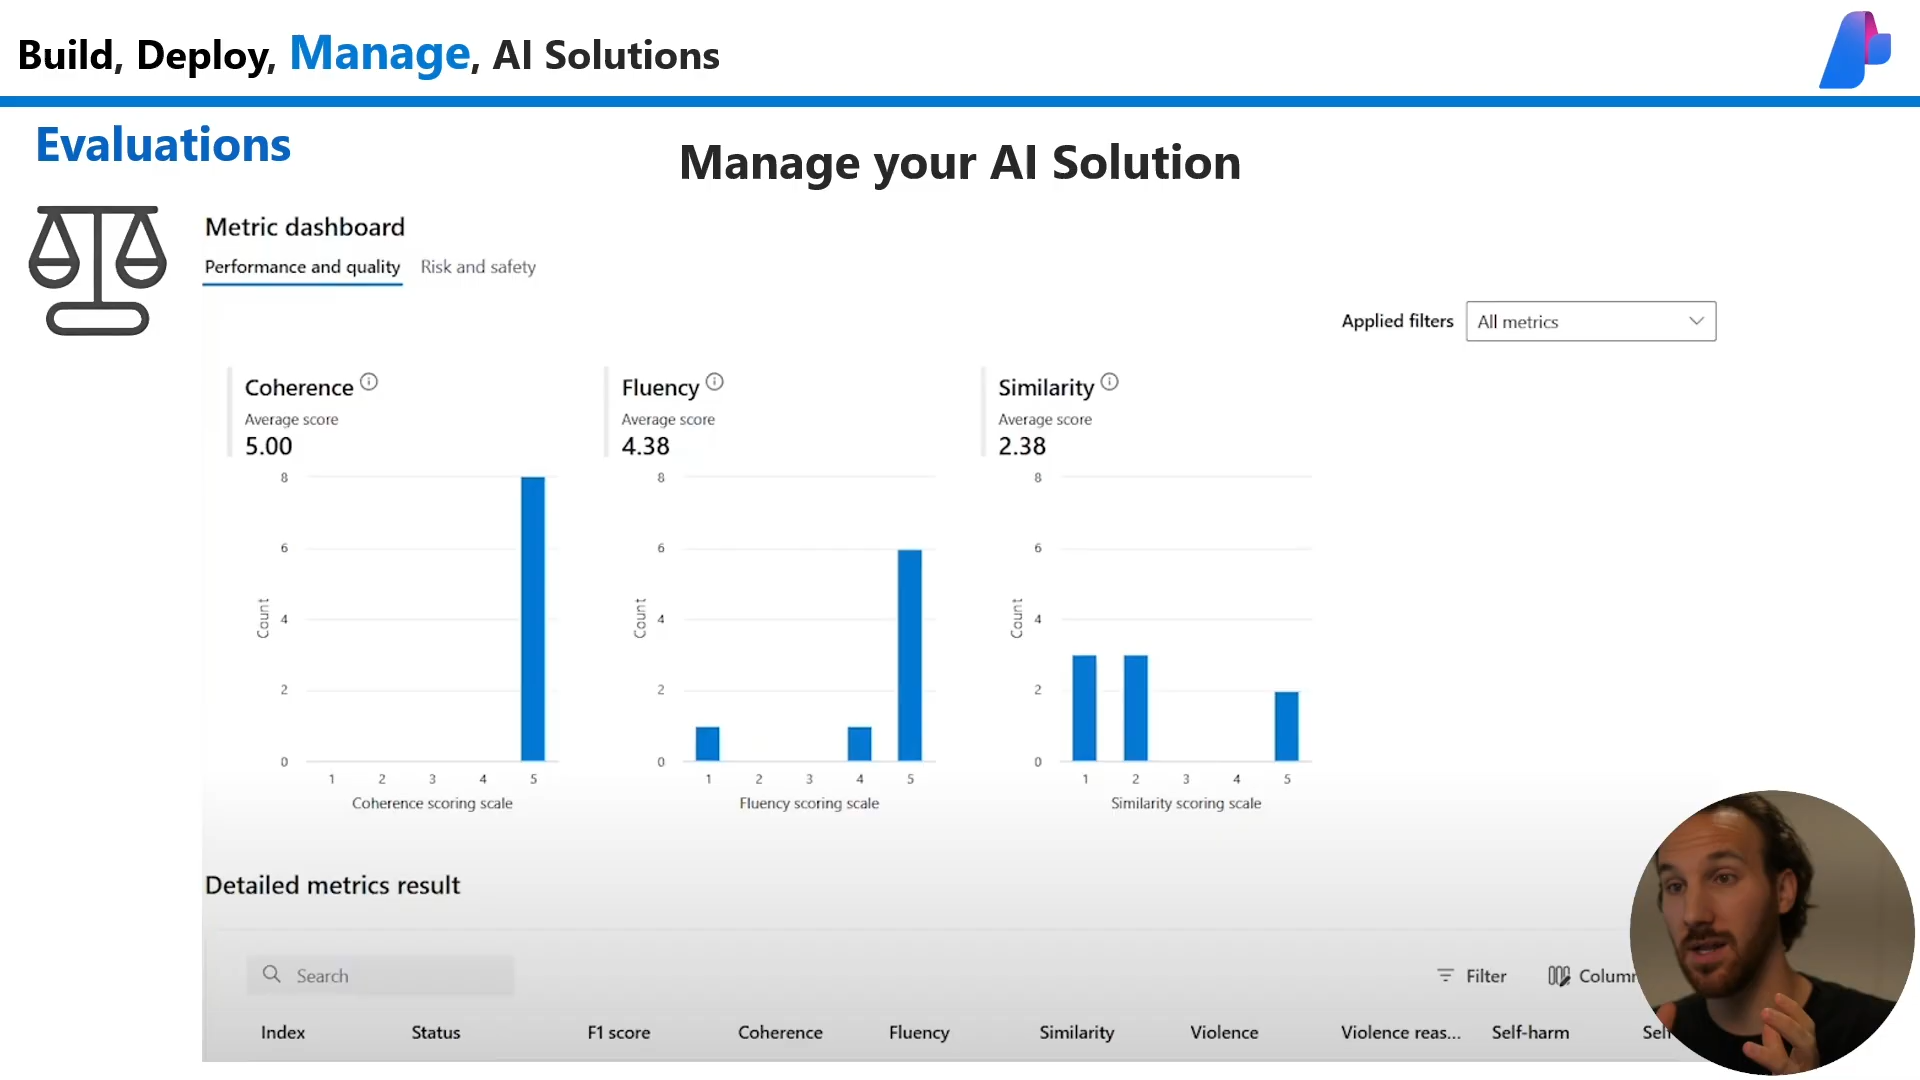 Build, Deploy, Manage, AI Solutions
Evaluations
Manage your AI Solution
Metric dashboard
Performance and quality Risk and safety
Applied filters All metrics
Coherence
Average score
5.00
8
6
4
2
0
Count
1 2 3 4 5
Coherence scoring scale
Fluency
Average score
4.38
8
6
4
2
0
Count
1 2 3 4 5
Fluency scoring scale
Similarity
Average score
2.38
8
6
4
2
0
Count
1 2 3 4 5
Similarity scoring scale
Detailed metrics result
Search Filter
Index Status F1 score Coherence Fluency Similarity Violence Violence reas... Self-harm